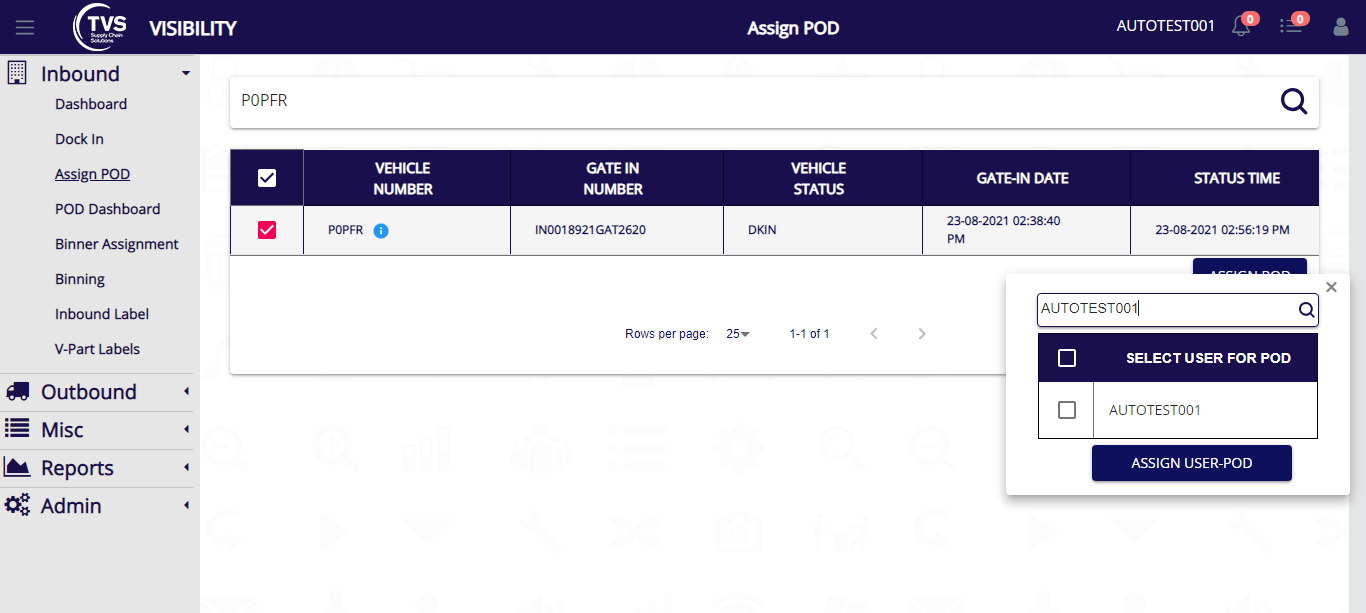 TVS
Supply Chain
Solutions
VISIBILITY
Assign POD
AUTOTEST001
0
0
Inbound
Dashboard
Dock In
Assign POD
POD Dashboard
Binner Assignment
Binning
Inbound Label
V-Part Labels
Outbound
Misc
Reports
Admin
P0PFR
VEHICLE
NUMBER
GATE IN
NUMBER
VEHICLE
STATUS
GATE-IN DATE
STATUS TIME
P0PFR
IN0018921GAT2620
DKIN
23-08-2021 02:38:40
PM
23-08-2021 02:56:19 PM
ASSIGN POD
Rows per page:
25
1-1 of 1
AUTOTEST001
SELECT USER FOR POD
AUTOTEST001
ASSIGN USER-POD